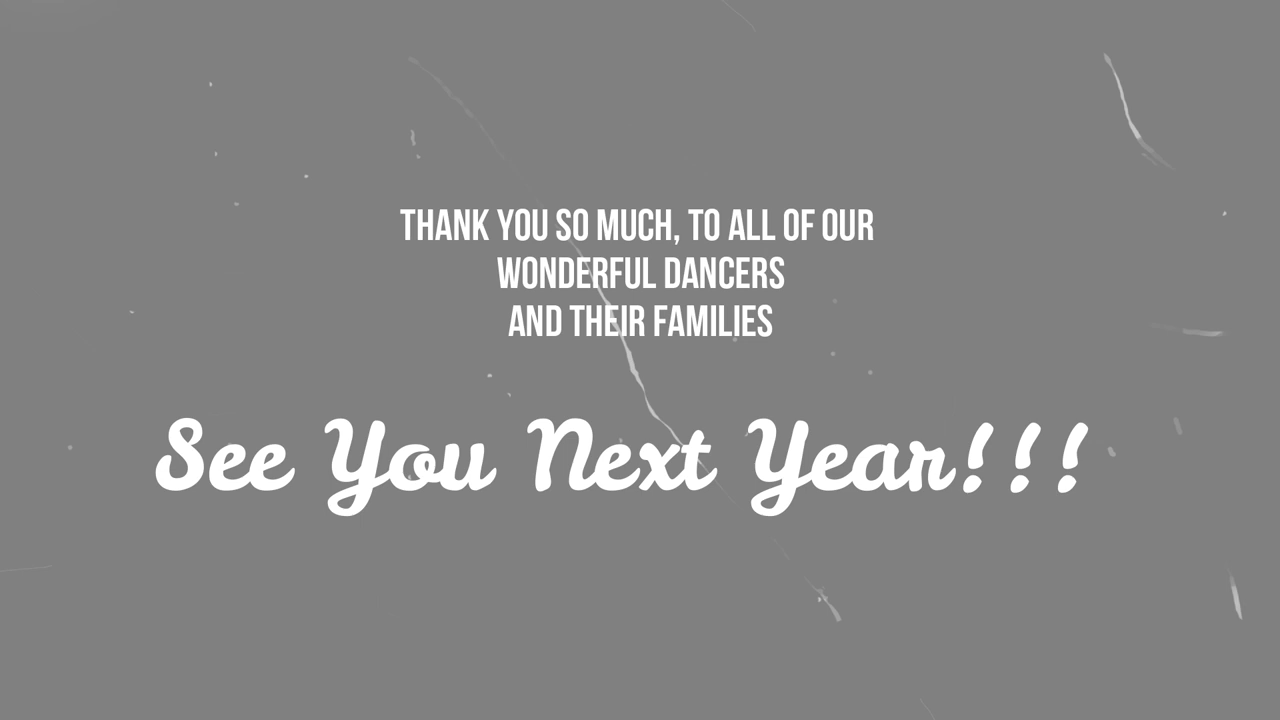 THANK YOU SO MUCH, TO ALL OF OUR
WONDERFUL DANCERS
AND THEIR FAMILIES
See You Next Year!!!